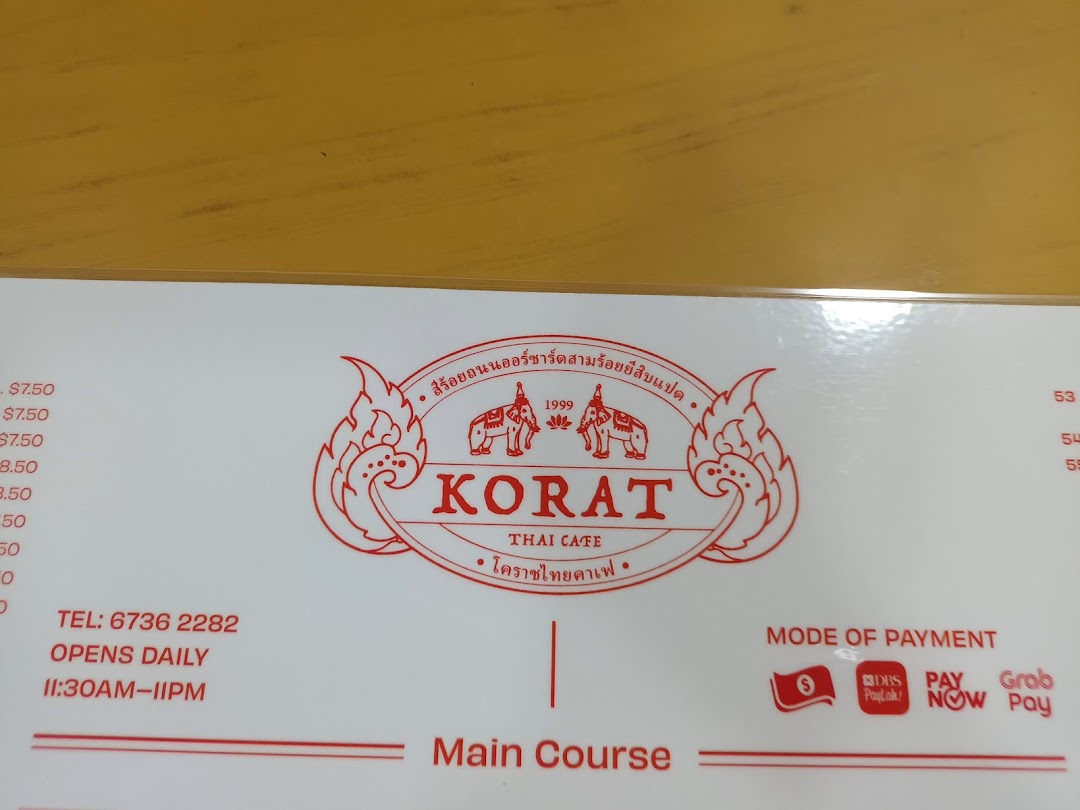 • สี่ร้อยถนนออร์ชาร์ดสามร้อยยี่สิบแปด •
1999
KORAT
THAI CAFE
• โคราชไทยคาเฟ่ •
$7.50
$7.50
$7.50
8.50
.50
53
TEL: 6736 2282
OPENS DAILY
11:30AM–11PM
MODE OF PAYMENT
$
DBS
PayLah!
PAY
NOW
Grab
Pay
Main Course